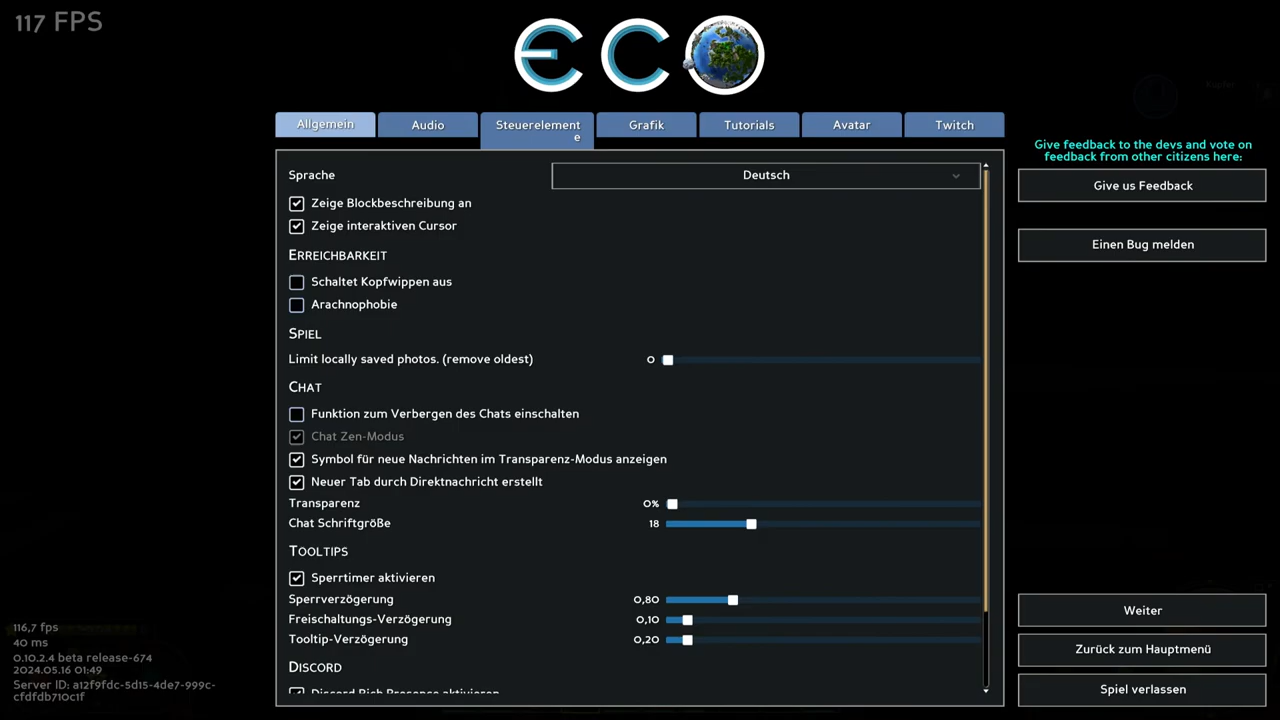 117 FPS
ECO
Allgemein
Audio
Steuerelement
e
Grafik
Tutorials
Avatar
Twitch
Sprache
Deutsch
Zeige Blockbeschreibung an
Zeige interaktiven Cursor
ERREICHBARKEIT
Schaltet Kopfwippen aus
Arachnophobie
SPIEL
Limit locally saved photos. (remove oldest) 0
CHAT
Funktion zum Verbergen des Chats einschalten
Chat Zen-Modus
Symbol für neue Nachrichten im Transparenz-Modus anzeigen
Neuer Tab durch Direktnachricht erstellt
Transparenz 0%
Chat Schriftgröße 18
TOOLTIPS
Sperrtimer aktivieren
Sperrverzögerung 0,80
Freischaltungs-Verzögerung 0,10
Tooltip-Verzögerung 0,20
DISCORD
Discord Rich Presence aktivieren
Give feedback to the devs and vote on
feedback from other citizens here:
Give us Feedback
Einen Bug melden
Weiter
Zurück zum Hauptmenü
Spiel verlassen
116,7 fps
40 ms
0.10.2.4 beta release-674
2024.05.16 01:49
Server ID: a12f9fdc-5d15-4de7-999c-
cfdfdb710c1f